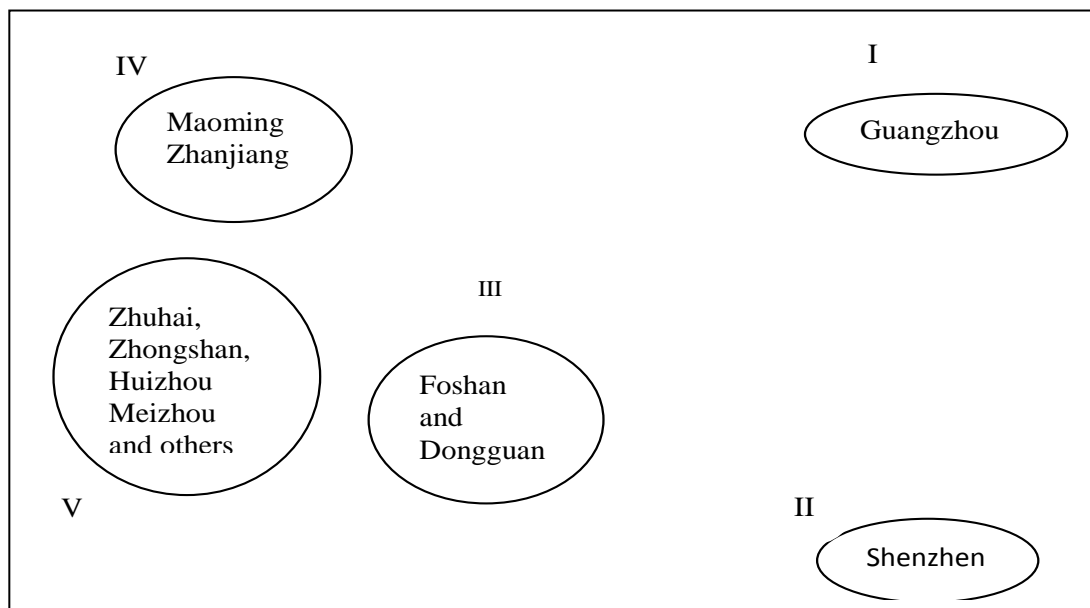 IV
Maoming
Zhanjiang
I
Guangzhou
III
Zhuhai,
Zhongshan,
Huizhou
Meizhou
and others
V
Foshan
and
Dongguan
II
Shenzhen